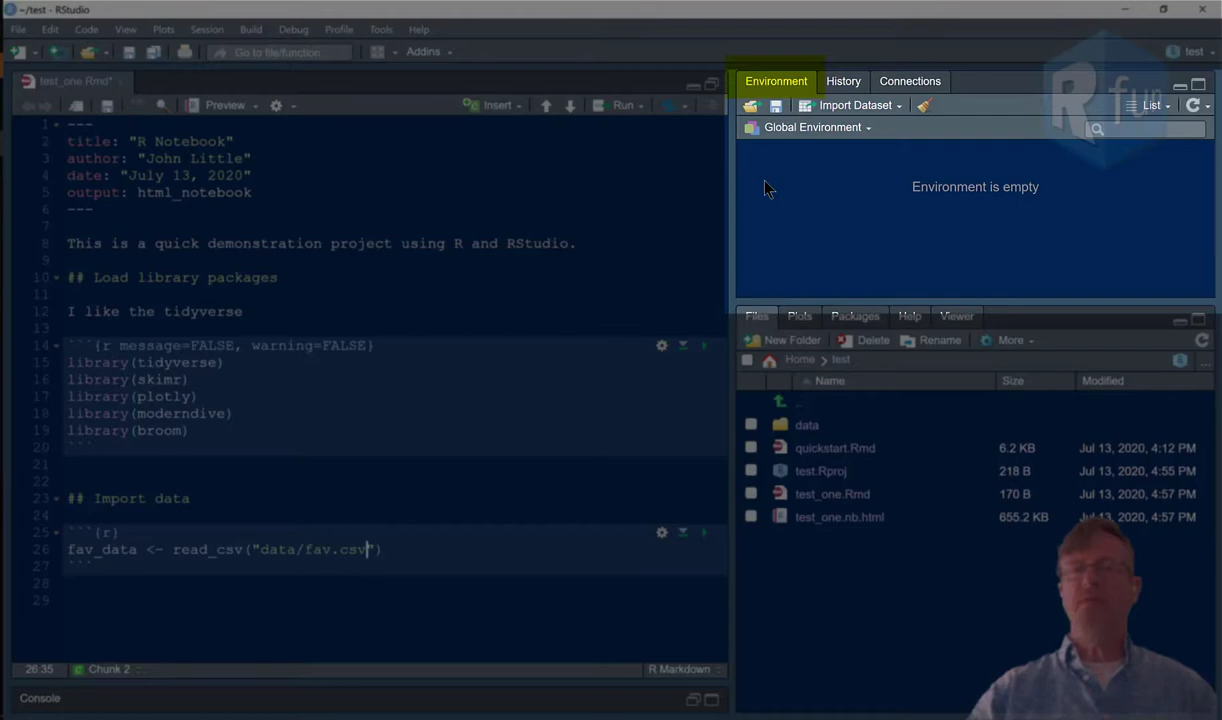 ~/test - RStudio
File Edit Code View Plots Session Build Debug Profile Tools Help
Go to file/function Addins test
test_one.Rmd*
Preview Insert Run
1 ---
2 title: "R Notebook"
3 author: "John Little"
4 date: "July 13, 2020"
5 output: html_notebook
6 ---
7
8 This is a quick demonstration project using R and RStudio.
9
10 ## Load library packages
11
12 I like the tidyverse
13
14 ```{r message=FALSE, warning=FALSE}
15 library(tidyverse)
16 library(skimr)
17 library(plotly)
18 library(moderndive)
19 library(broom)
20 ```
21
22
23 ## Import data
24
25 ```{r}
26 fav_data <- read_csv("data/fav.csv")
27 ```
28
29
26:35 Chunk 2 R Markdown
Console
Environment History Connections
Import Dataset List
Global Environment
R fun
Environment is empty
Files Plots Packages Help Viewer
New Folder Delete Rename More
Home test ...
Name Size Modified
..
data
quickstart.Rmd 6.2 KB Jul 13, 2020, 4:12 PM
test.Rproj 218 B Jul 13, 2020, 4:55 PM
test_one.Rmd 170 B Jul 13, 2020, 4:57 PM
test_one.nb.html 655.2 KB Jul 13, 2020, 4:57 PM